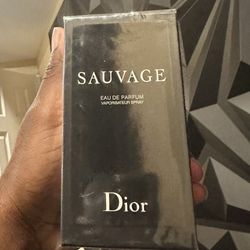 SAUVAGE
EAU DE PARFUM
VAPORISATEUR SPRAY
Dior